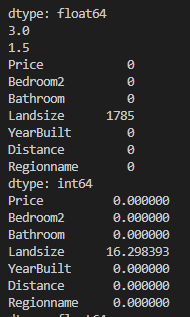 dtype: float64
3.0
1.5
Price 0
Bedroom2 0
Bathroom 0
Landsize 1785
YearBuilt 0
Distance 0
Regionname 0
dtype: int64
Price 0.000000
Bedroom2 0.000000
Bathroom 0.000000
Landsize 16.298393
YearBuilt 0.000000
Distance 0.000000
Regionname 0.000000